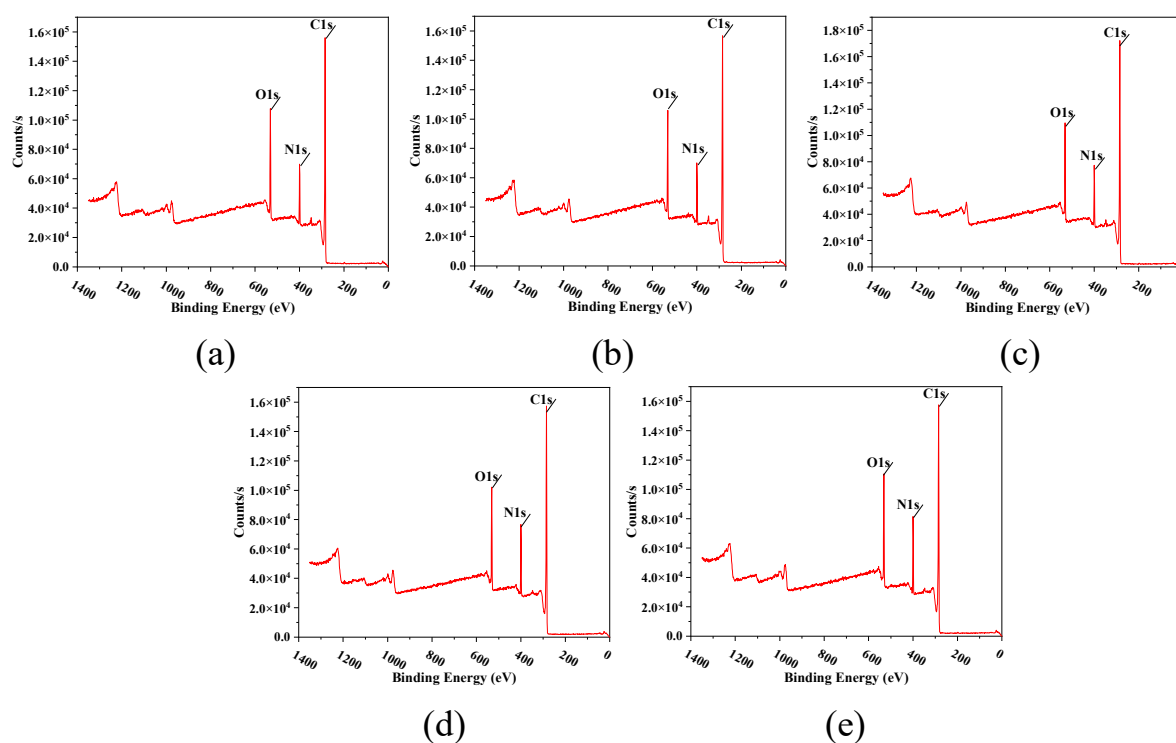 C1s
1.6×10⁵
1.4×10⁵
1.2×10⁵
O1s
1.0×10⁵
8.0×10⁴
N1s
6.0×10⁴
4.0×10⁴
2.0×10⁴
0.0
Counts/s
1400 1200 1000 800 600 400 200 0
Binding Energy (eV)
(a)
C1s
1.6×10⁵
1.4×10⁵
1.2×10⁵
O1s
1.0×10⁵
8.0×10⁴
N1s
6.0×10⁴
4.0×10⁴
2.0×10⁴
0.0
Counts/s
1400 1200 1000 800 600 400 200 0
Binding Energy (eV)
(b)
1.8×10⁵
C1s
1.6×10⁵
1.4×10⁵
1.2×10⁵
O1s
1.0×10⁵
8.0×10⁴
N1s
6.0×10⁴
4.0×10⁴
2.0×10⁴
0.0
Counts/s
1400 1200 1000 800 600 400 200
Binding Energy (eV)
(c)
C1s
1.6×10⁵
1.4×10⁵
1.2×10⁵
O1s
1.0×10⁵
8.0×10⁴
N1s
6.0×10⁴
4.0×10⁴
2.0×10⁴
0.0
Counts/s
1400 1200 1000 800 600 400 200 0
Binding Energy (eV)
(d)
C1s
1.6×10⁵
1.4×10⁵
1.2×10⁵
O1s
1.0×10⁵
8.0×10⁴
N1s
6.0×10⁴
4.0×10⁴
2.0×10⁴
0.0
Counts/s
1400 1200 1000 800 600 400 200 0
Binding Energy (eV)
(e)